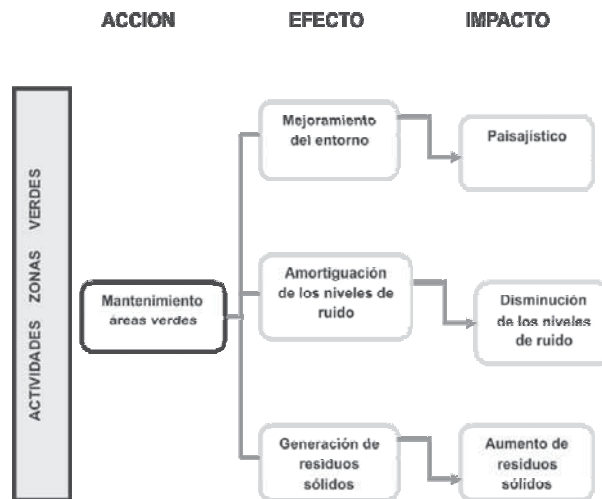 ACCION EFECTO IMPACTO
ACTIVIDADES ZONAS VERDES
Mantenimiento
áreas verdes
Mejoramiento
del entorno
Paisajístico
Amortiguación
de los niveles de
ruido
Disminución
de los niveles
de ruido
Generación de
residuos
sólidos
Aumento de
residuos
sólidos